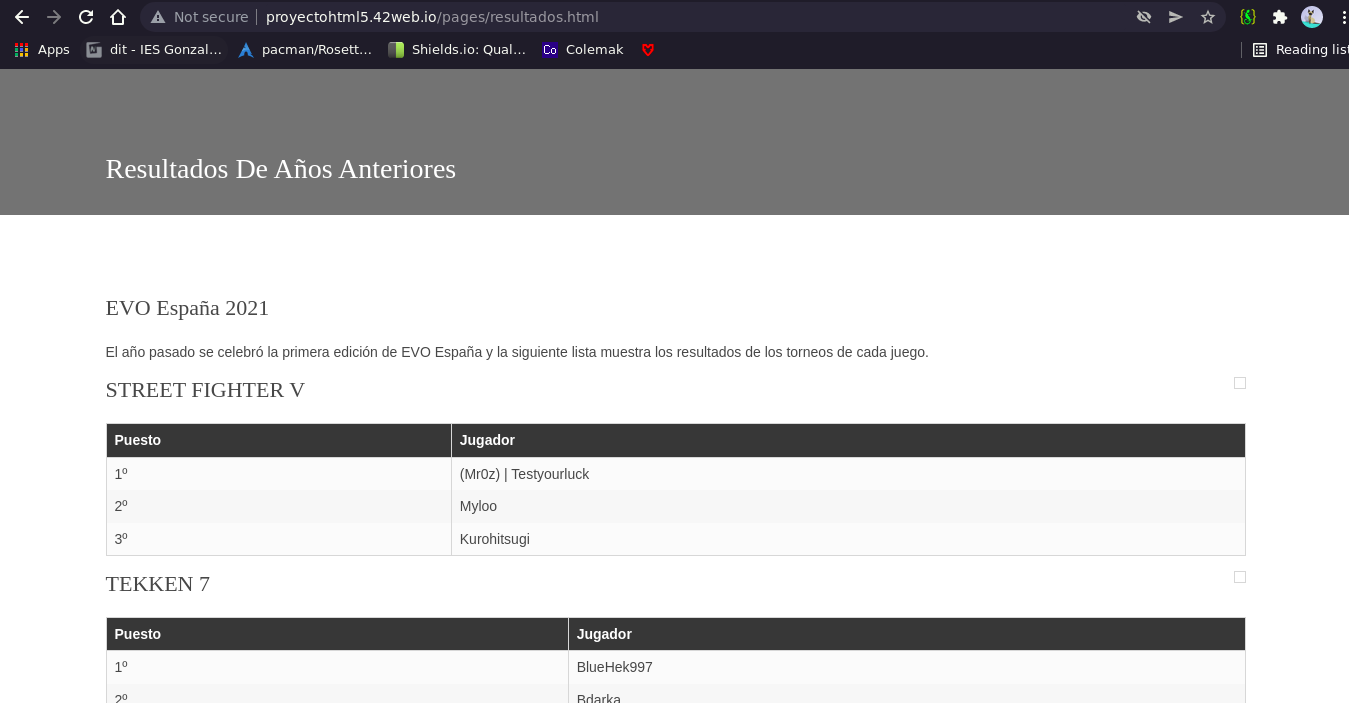 Not secure | proyectohtml5.42web.io/pages/resultados.html
Apps dit - IES Gonzal... pacman/Rosett... Shields.io: Qual... Co Colemak Reading list
Resultados De Años Anteriores
EVO España 2021
El año pasado se celebró la primera edición de EVO España y la siguiente lista muestra los resultados de los torneos de cada juego.
STREET FIGHTER V
Puesto Jugador
1º (Mr0z) | Testyourluck
2º Myloo
3º Kurohitsugi
TEKKEN 7
Puesto Jugador
1º BlueHek997
2º Bdarka